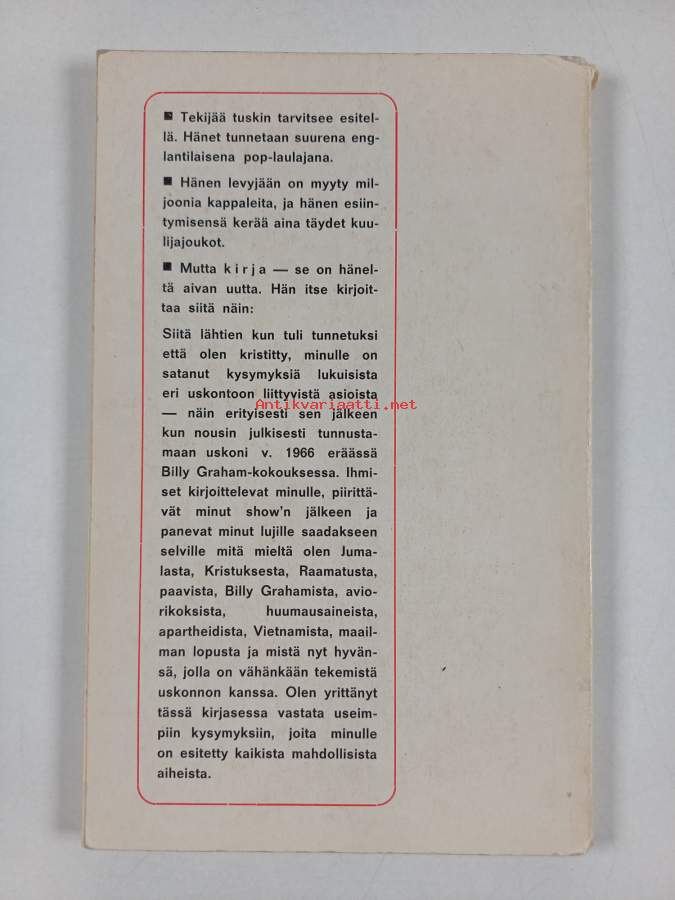 ■ Tekijää tuskin tarvitsee esitel-
lä. Hänet tunnetaan suurena eng-
lantilaisena pop-laulajana.
■ Hänen levyjään on myyty mil-
joonia kappaleita, ja hänen esiin-
tymisensä kerää aina täydet kuu-
lijajoukot.
■ Mutta kirja — se on hänel-
tä aivan uutta. Hän itse kirjoit-
taa siitä näin:
Siitä lähtien kun tuli tunnetuksi
että olen kristitty, minulle on
satanut kysymyksiä lukuisista
eri uskontoon liittyvistä asioista
Antikvariaatti.net
— näin erityisesti sen jälkeen
kun nousin julkisesti tunnusta-
maan uskoni v. 1966 eräässä
Billy Graham-kokouksessa. Ihmi-
set kirjoittelevat minulle, piirittä-
vät minut show'n jälkeen ja
panevat minut lujille saadakseen
selville mitä mieltä olen Juma-
lasta, Kristuksesta, Raamatusta,
paavista, Billy Grahamista, avio-
rikoksista, huumausaineista,
apartheidista, Vietnamista, maail-
man lopusta ja mistä nyt hyvän-
sä, jolla on vähänkään tekemistä
uskonnon kanssa. Olen yrittänyt
tässä kirjasessa vastata useim-
piin kysymyksiin, joita minulle
on esitetty kaikista mahdollisista
aiheista.